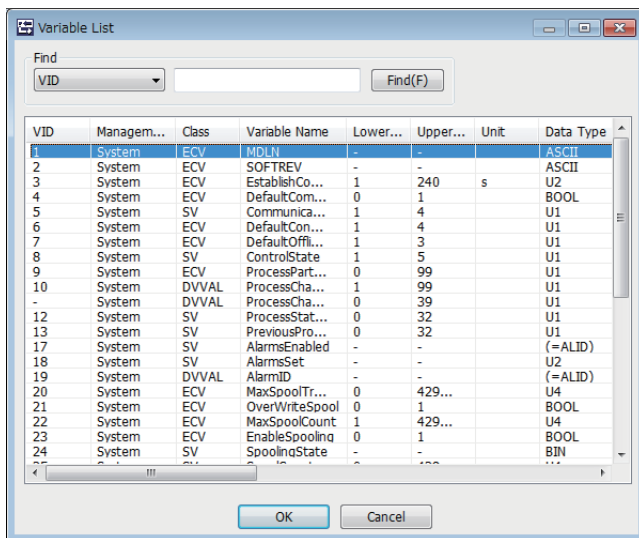 Variable List
Find
VID Find(F)
VID Managem... Class Variable Name Lower... Upper... Unit Data Type
1 System ECV MDLN - - ASCII
2 System ECV SOFTREV - - ASCII
3 System ECV EstablishCo... 1 240 s U2
4 System ECV DefaultCom... 0 1 BOOL
5 System SV Communica... 1 4 U1
6 System ECV DefaultCon... 1 4 U1
7 System ECV DefaultOffli... 1 3 U1
8 System SV ControlState 1 5 U1
9 System ECV ProcessPart... 0 99 U1
10 System DVVAL ProcessCha... 1 99 U1
- System DVVAL ProcessCha... 0 39 U1
12 System SV ProcessStat... 0 32 U1
13 System SV PreviousPro... 0 32 U1
17 System SV AlarmsEnabled - - (=ALID)
18 System SV AlarmsSet - - U2
19 System DVVAL AlarmID - - (=ALID)
20 System ECV MaxSpoolTr... 0 429... U4
21 System ECV OverWriteSpool 0 1 BOOL
22 System ECV MaxSpoolCount 1 429... U4
23 System ECV EnableSpooling 0 1 BOOL
24 System SV SpoolingState - - BIN
OK Cancel